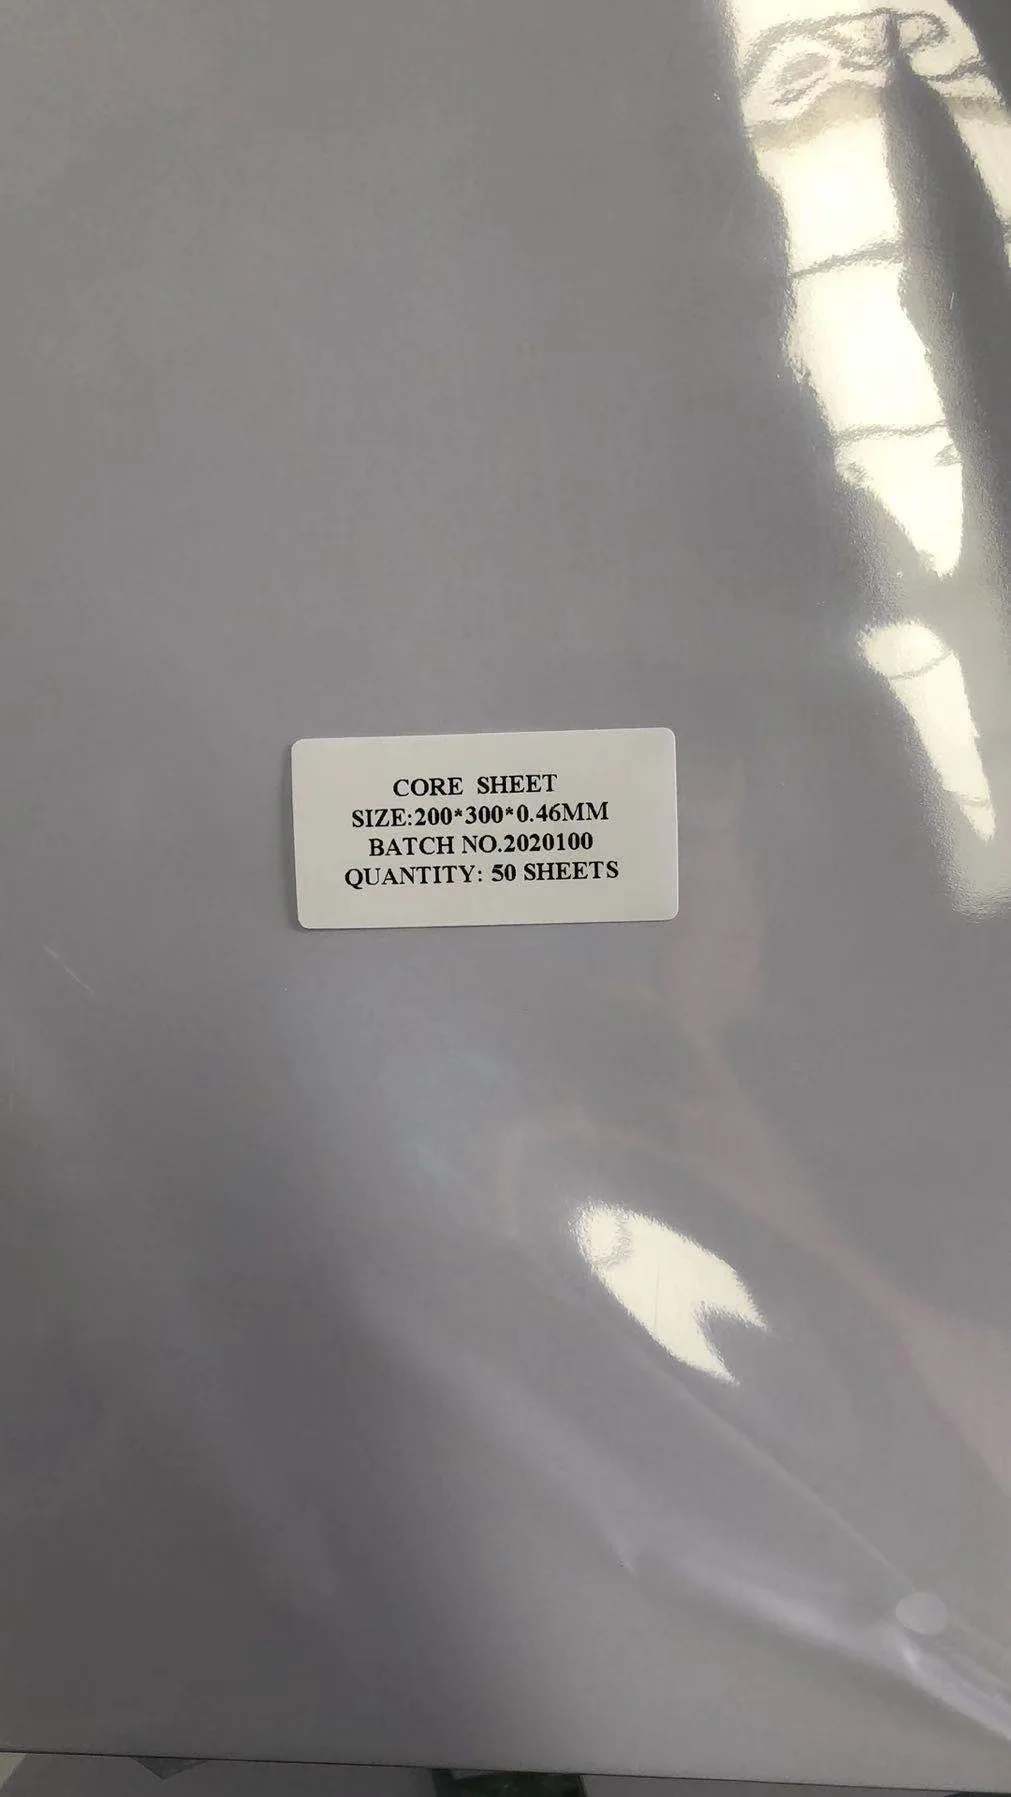 CORE SHEET
SIZE:200*300*0.46MM
BATCH NO.2020100
QUANTITY: 50 SHEETS